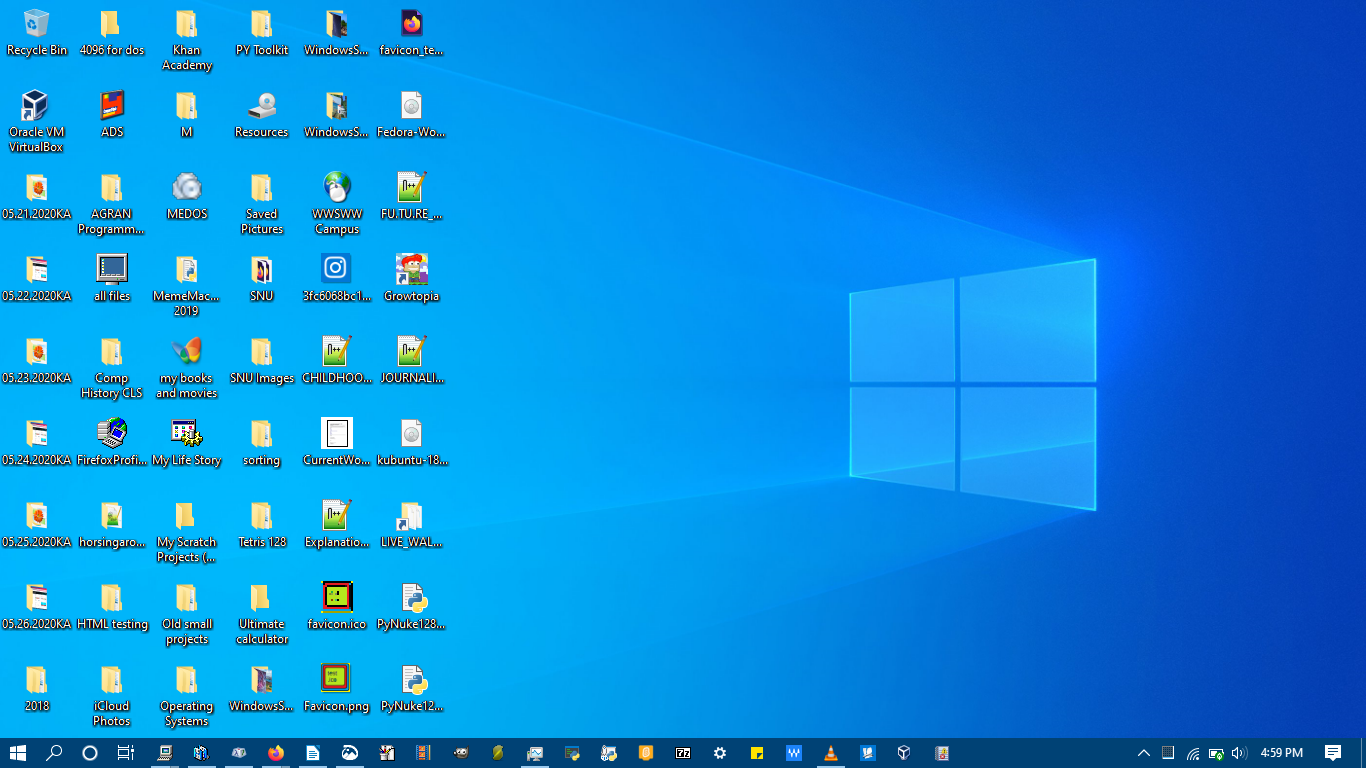 Recycle Bin
4096 for dos
Khan
Academy
PY Toolkit
WindowsS...
favicon_te...
Oracle VM
VirtualBox
ADS
M
Resources
WindowsS...
Fedora-Wo...
05.21.2020KA
AGRAN
Programm...
MEDOS
Saved
Pictures
WWSWW
Campus
FU.TU.RE_...
05.22.2020KA
all files
MemeMac...
2019
SNU
3fc6068bc1...
Growtopia
05.23.2020KA
Comp
History CLS
my books
and movies
SNU Images
CHILDHOO...
JOURNALI...
05.24.2020KA
FirefoxProfi...
My Life Story
sorting
CurrentWo...
kubuntu-18...
05.25.2020KA
horsingaro...
My Scratch
Projects (...
Tetris 128
Explanatio...
LIVE_WAL...
05.26.2020KA
HTML testing
Old small
projects
Ultimate
calculator
favicon.ico
PyNuke128...
2018
iCloud
Photos
Operating
Systems
WindowsS...
Favicon.png
PyNuke12...
4:59 PM